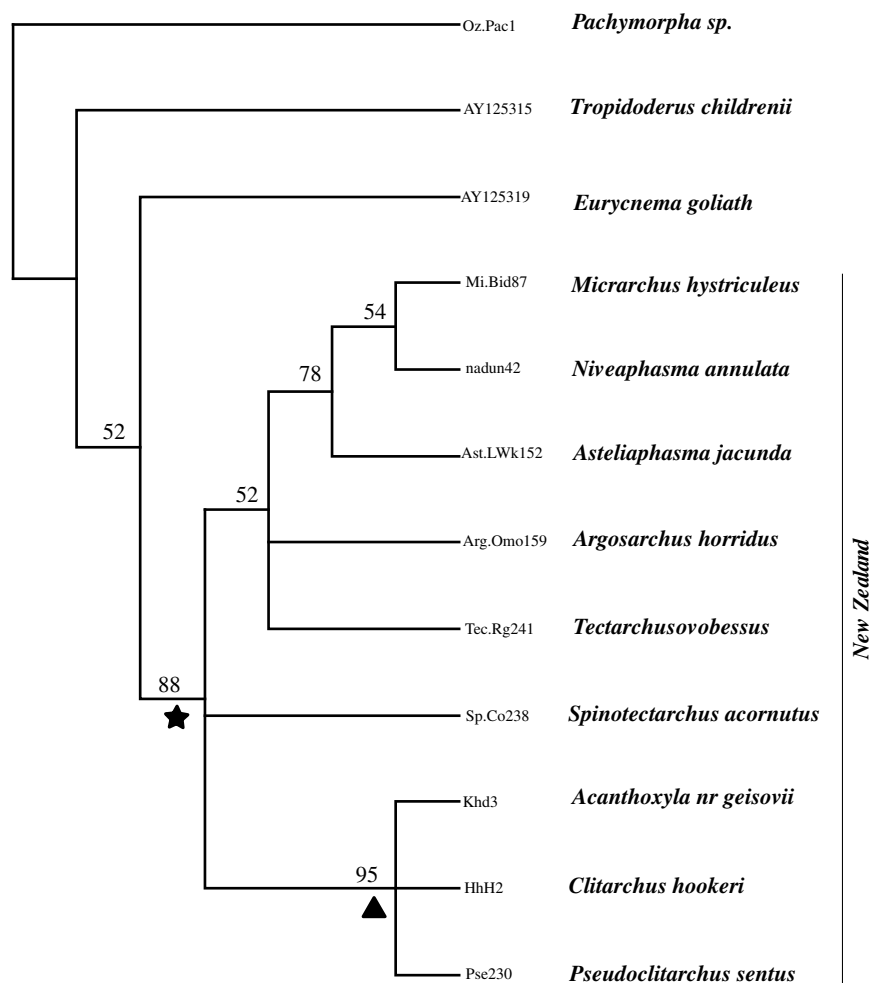 Oz.Pac1 Pachymorpha sp.
AY125315 Tropidoderus childrenii
AY125319 Eurycnema goliath
Mi.Bid87 Micrarchus hystriculeus
54
nadun42 Niveaphasma annulata
78
52
Ast.LWk152 Asteliaphasma jacunda
52
Arg.Omo159 Argosarchus horridus
New Zealand
Tec.Rg241 Tectarchusovobessus
88
Sp.Co238 Spinotectarchus acornutus
Khd3 Acanthoxyla nr geisovii
95
HhH2 Clitarchus hookeri
Pse230 Pseudoclitarchus sentus